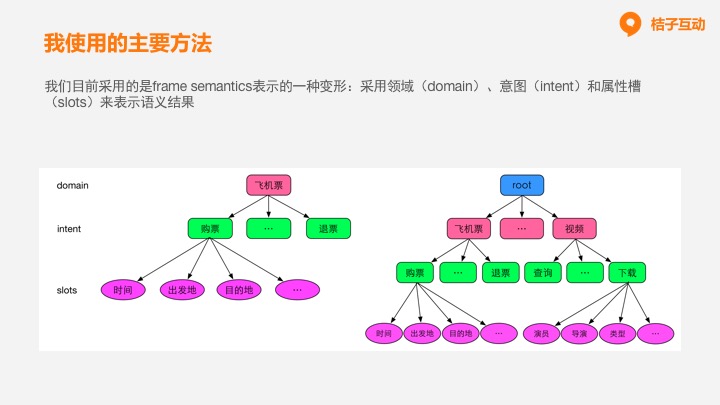 桔子互动
我使用的主要方法
我们目前采用的是frame semantics表示的一种变形：采用领域（domain）、意图（intent）和属性槽
（slots）来表示语义结果
domain
飞机票
root
intent
购票
…
退票
飞机票
…
视频
购票
…
退票
查询
…
下载
slots
时间
出发地
目的地
…
时间
出发地
目的地
…
演员
导演
类型
…